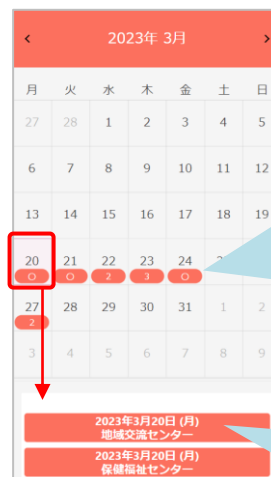 ‹ 2023年 3月 ›
月 火 水 木 金 土 日
27 28 1 2 3 4 5
6 7 8 9 10 11 12
13 14 15 16 17 18 19
20 21 22 23 24
○ ○ 2 3 ○
27 28 29 30 31 1 2
2
3 4 5 6 7 8 9
2023年3月20日 (月)
地域交流センター
2023年3月20日 (月)
保健福祉センター